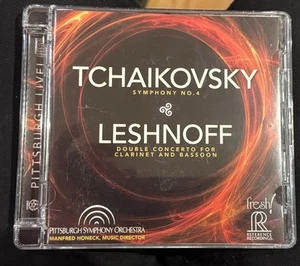 PITTSBURGH LIVE!
TCHAIKOVSKY
SYMPHONY NO.4
LESHNOFF
DOUBLE CONCERTO FOR
CLARINET AND BASSOON
PITTSBURGH SYMPHONY ORCHESTRA
MANFRED HONECK, MUSIC DIRECTOR
fresh!
R
REFERENCE
RECORDINGS